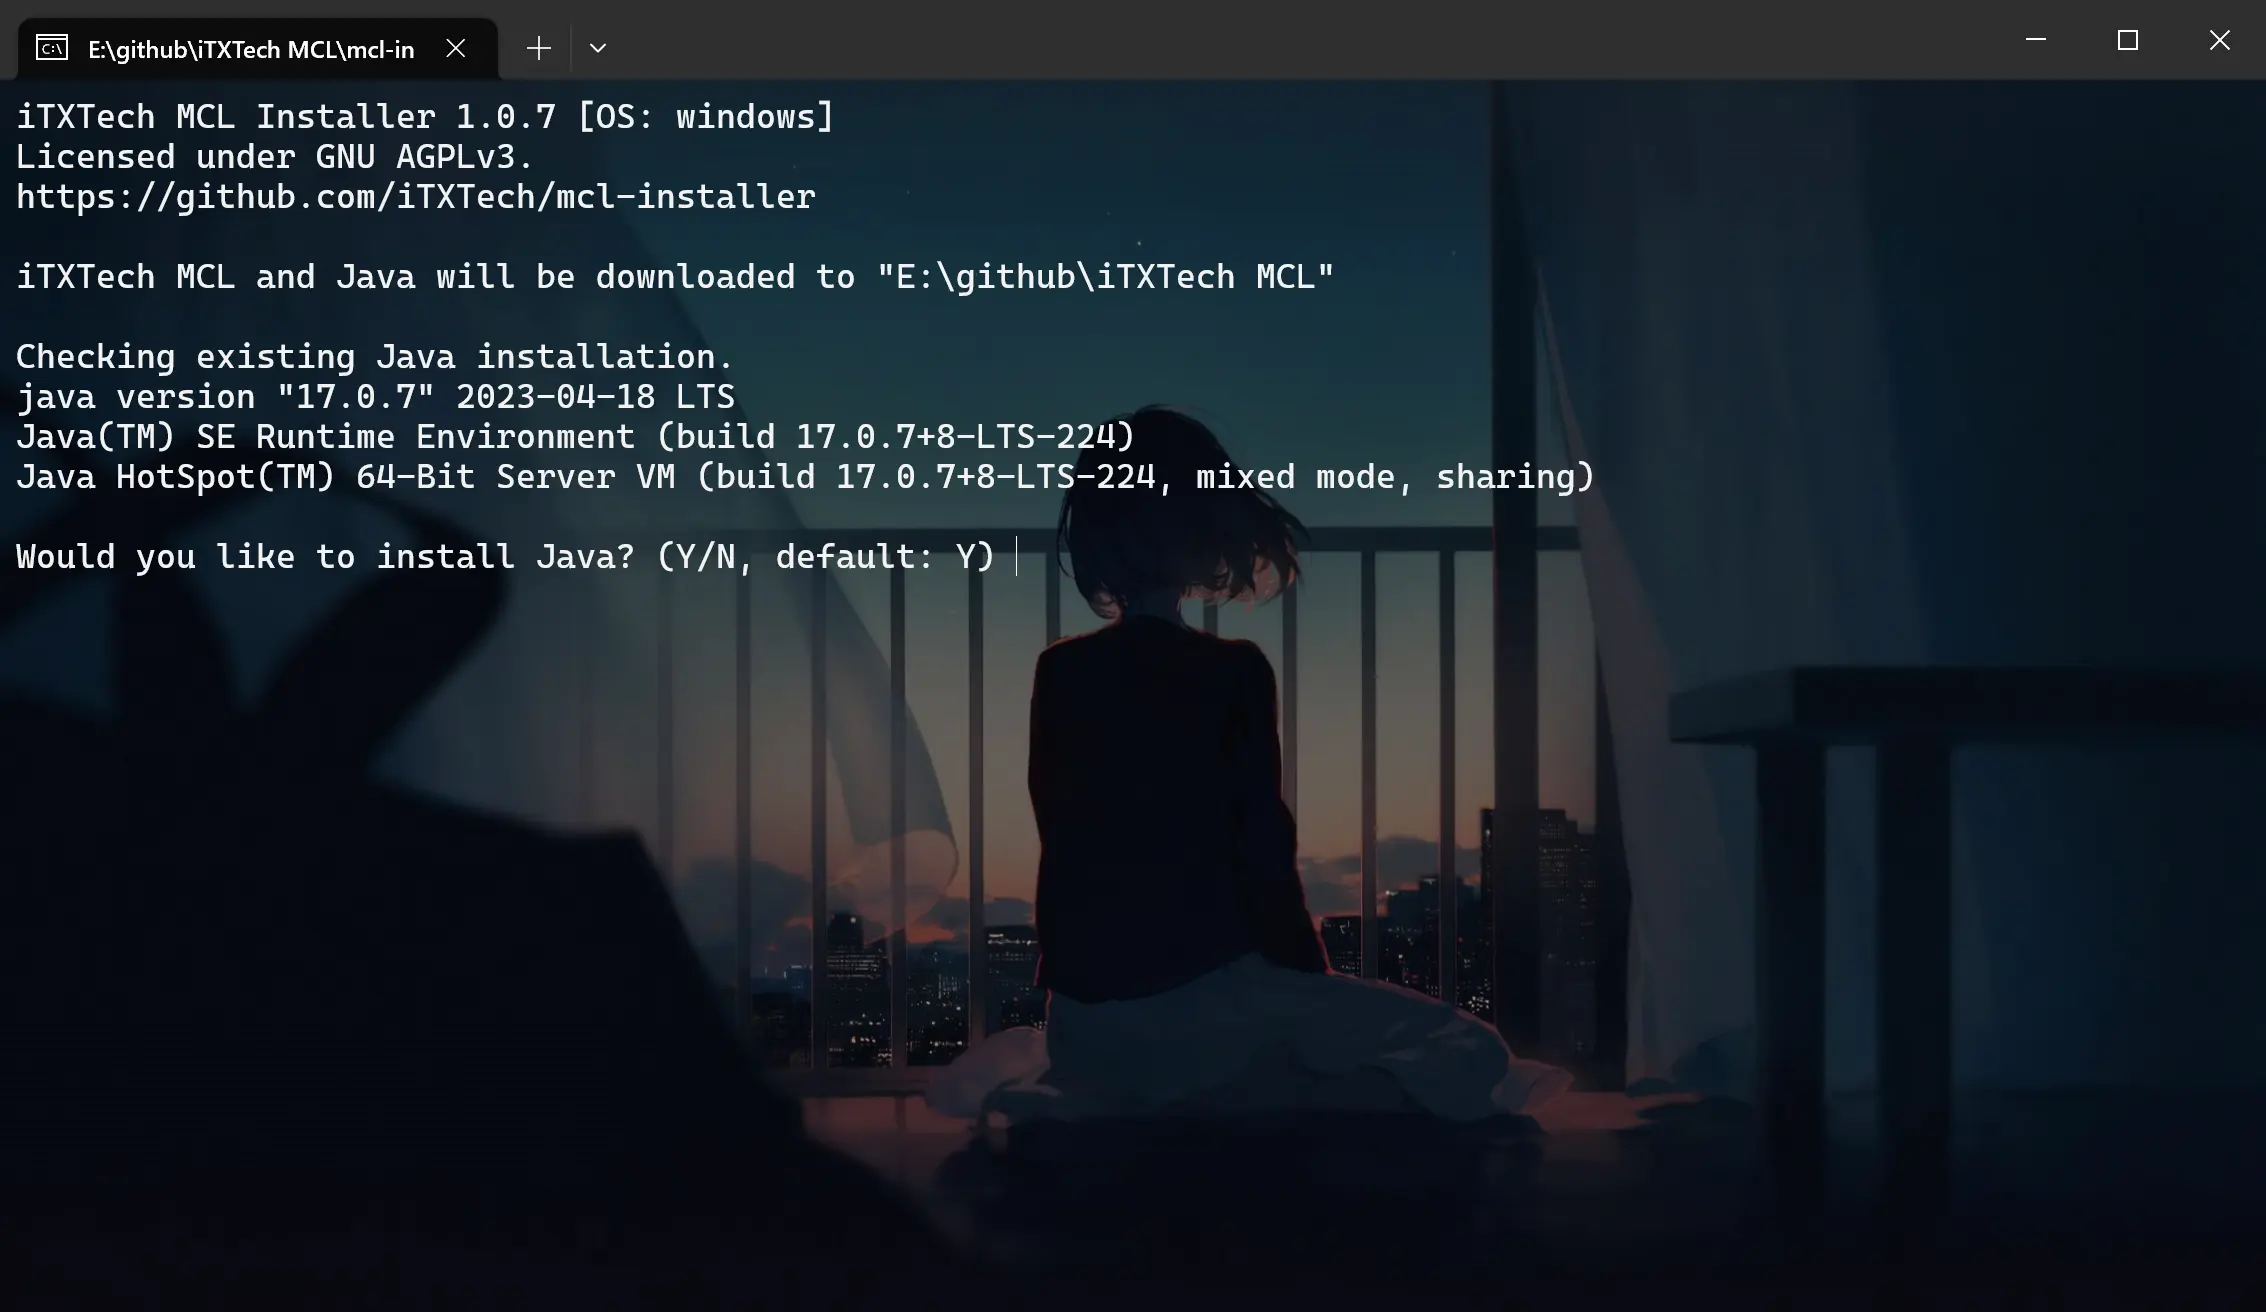 E:\github\iTXTech MCL\mcl-in
iTXTech MCL Installer 1.0.7 [OS: windows]
Licensed under GNU AGPLv3.
https://github.com/iTXTech/mcl-installer
iTXTech MCL and Java will be downloaded to "E:\github\iTXTech MCL"
Checking existing Java installation.
java version "17.0.7" 2023-04-18 LTS
Java(TM) SE Runtime Environment (build 17.0.7+8-LTS-224)
Java HotSpot(TM) 64-Bit Server VM (build 17.0.7+8-LTS-224, mixed mode, sharing)
Would you like to install Java? (Y/N, default: Y)